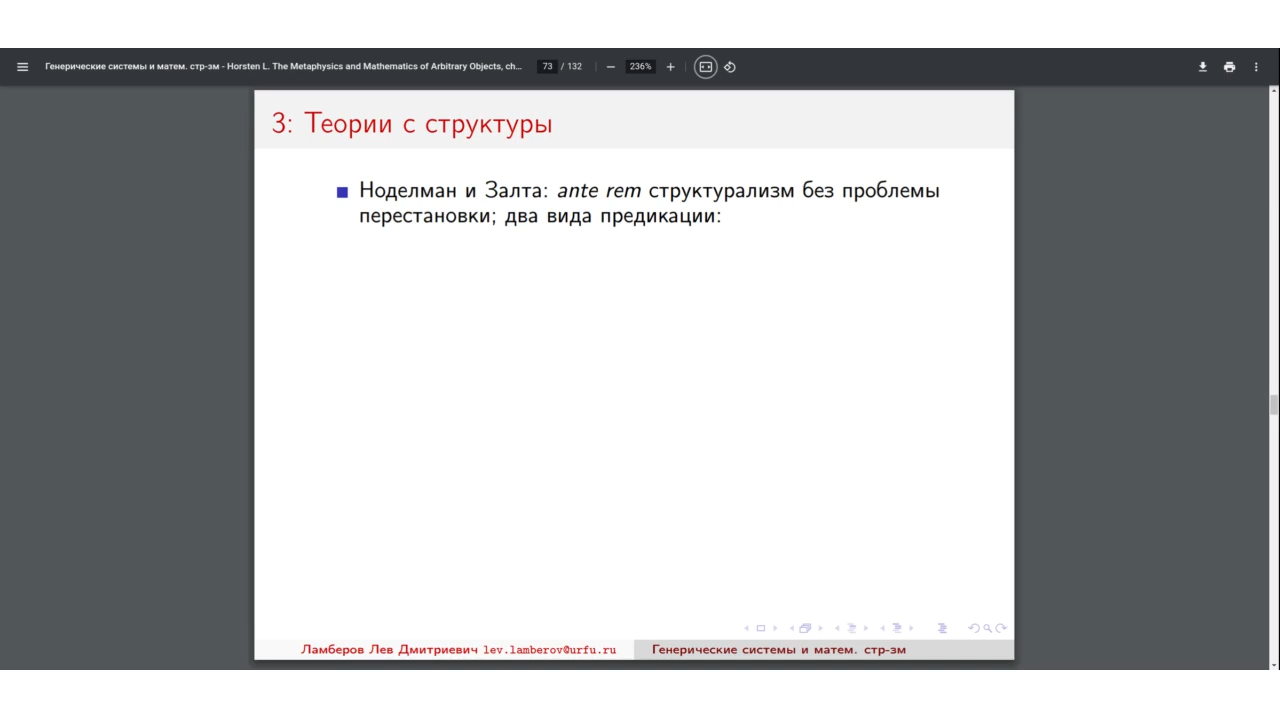 Генерические системы и матем. стр-зм - Horsten L. The Metaphysics and Mathematics of Arbitrary Objects, ch... 73 / 132 236%
3: Теории с структуры
Ноделман и Залта: ante rem структурализм без проблемы
перестановки; два вида предикации:
Ламберов Лев Дмитриевич lev.lamberov@urfu.ru Генерические системы и матем. стр-зм